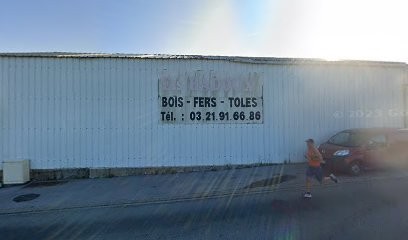 BOIS - FERS - TOLES
Tél. : 03.21.91.66.86